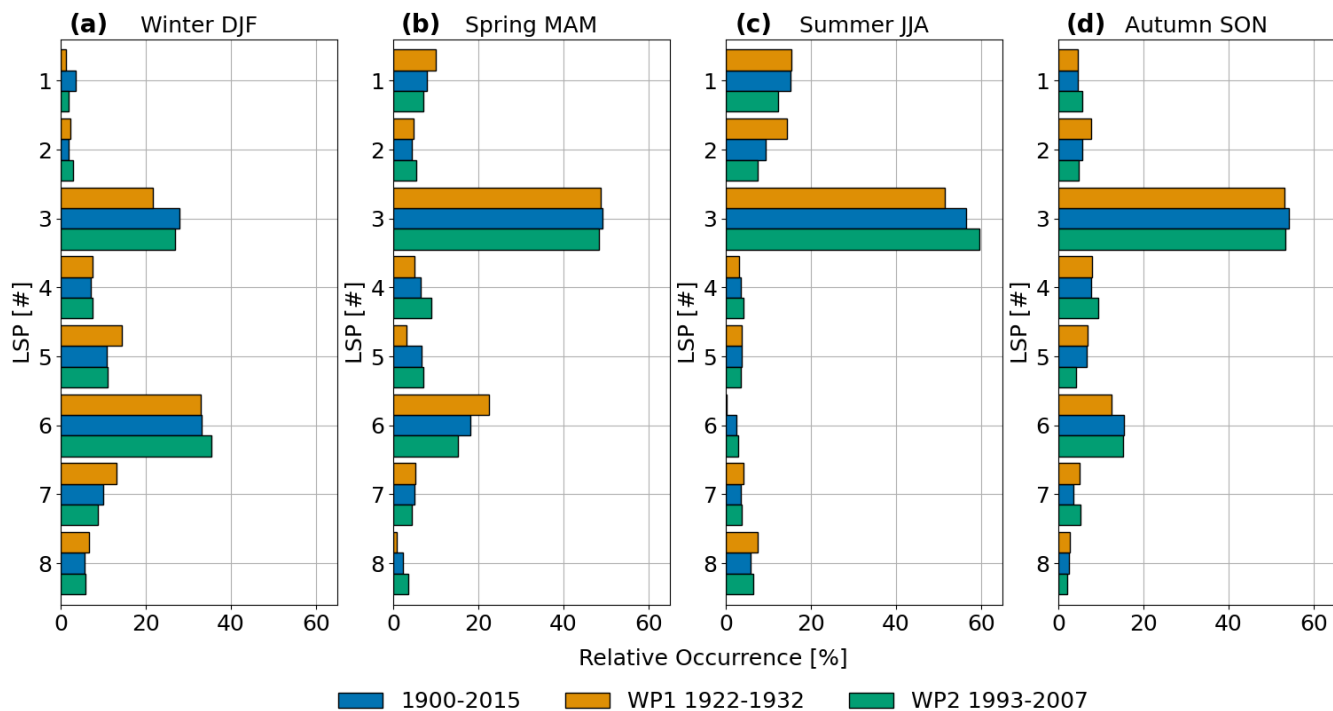 (a) Winter DJF
(b) Spring MAM
(c) Summer JJA
(d) Autumn SON
LSP [#]
1
2
3
4
5
6
7
8
0 20 40 60
LSP [#]
1
2
3
4
5
6
7
8
0 20 40 60
LSP [#]
1
2
3
4
5
6
7
8
0 20 40 60
LSP [#]
1
2
3
4
5
6
7
8
0 20 40 60
Relative Occurrence [%]
1900-2015
WP1 1922-1932
WP2 1993-2007